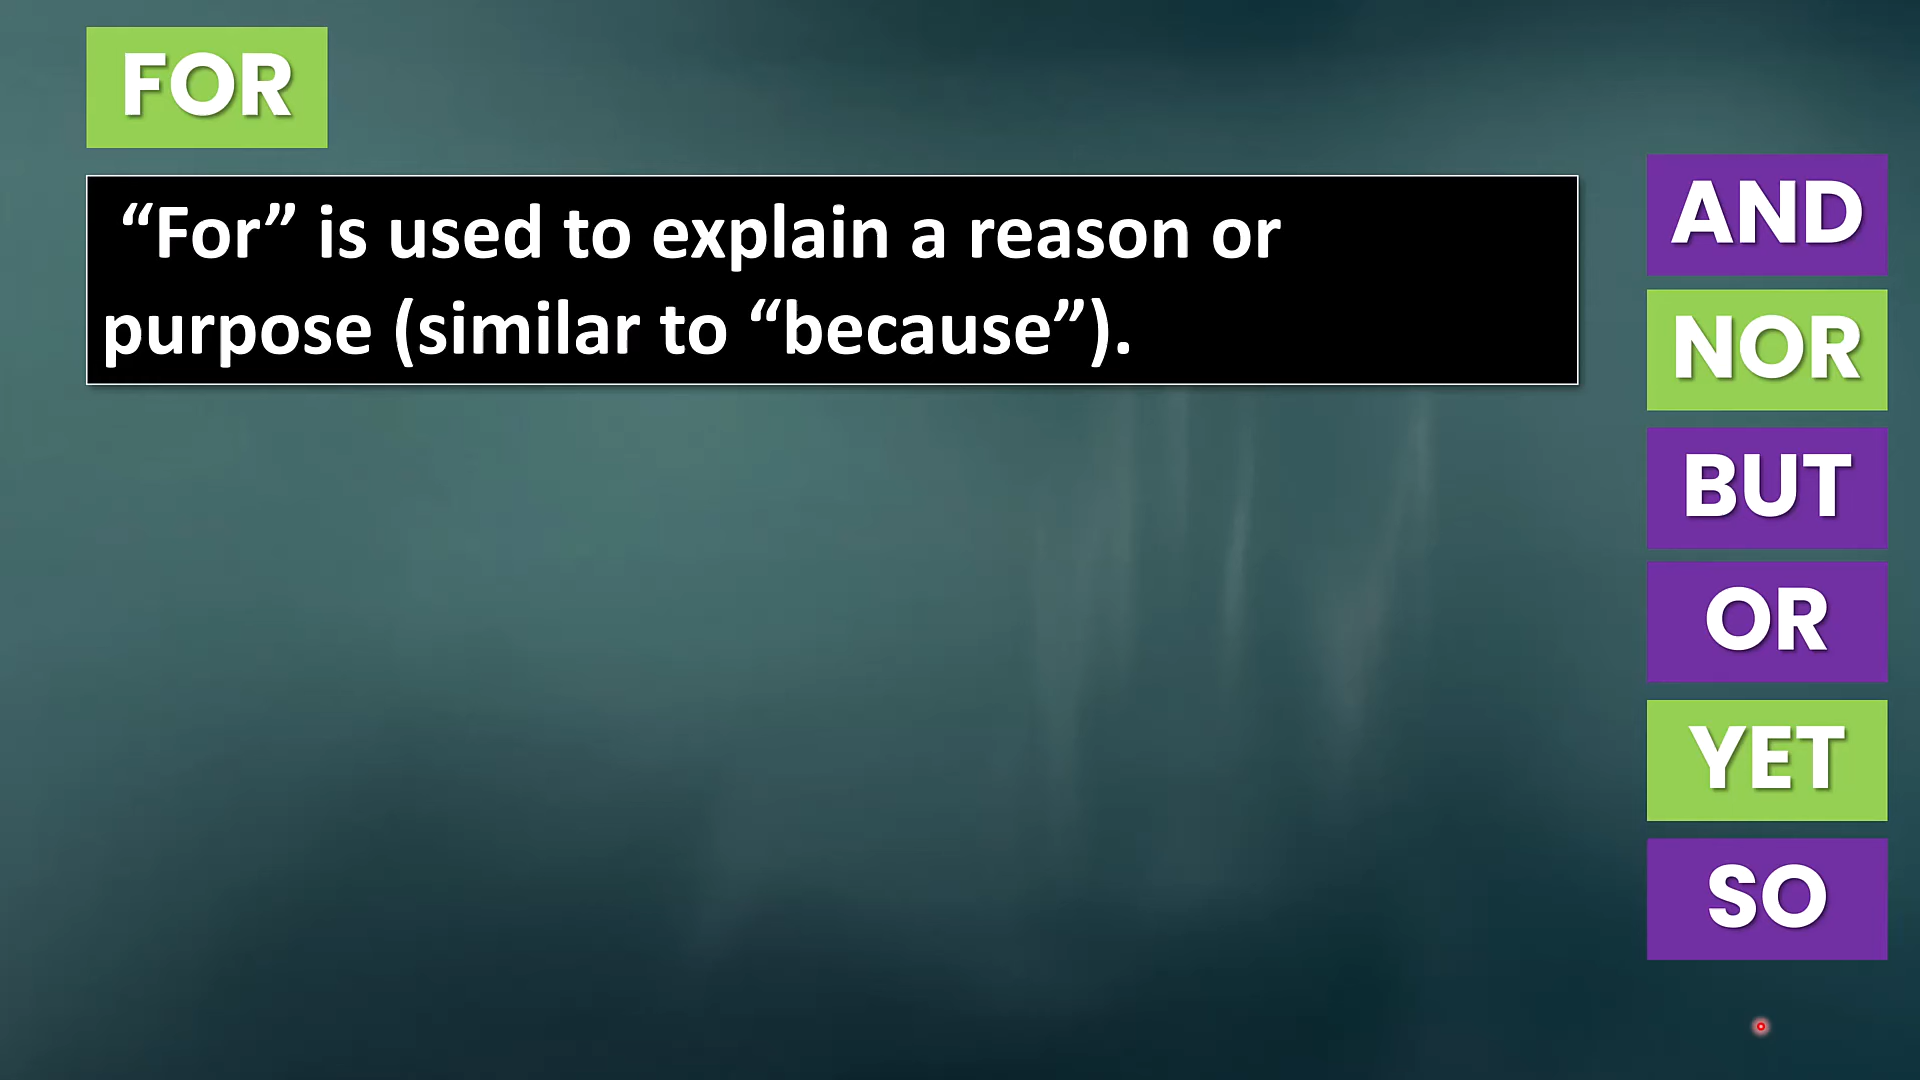 FOR
“For” is used to explain a reason or
purpose (similar to “because”).
AND
NOR
BUT
OR
YET
SO